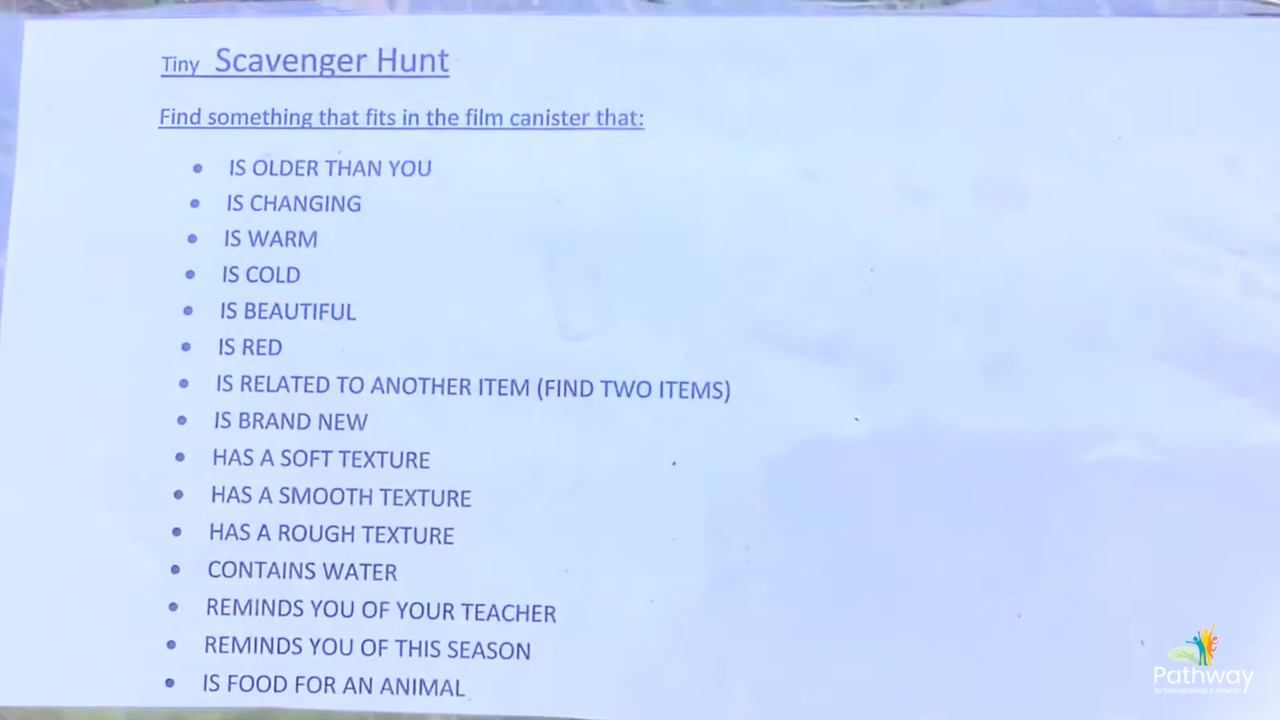 Tiny Scavenger Hunt
Find something that fits in the film canister that:
• IS OLDER THAN YOU
• IS CHANGING
• IS WARM
• IS COLD
• IS BEAUTIFUL
• IS RED
• IS RELATED TO ANOTHER ITEM (FIND TWO ITEMS)
• IS BRAND NEW
• HAS A SOFT TEXTURE
• HAS A SMOOTH TEXTURE
• HAS A ROUGH TEXTURE
• CONTAINS WATER
• REMINDS YOU OF YOUR TEACHER
• REMINDS YOU OF THIS SEASON
• IS FOOD FOR AN ANIMAL
Pathway
to Stewardship & Kinship